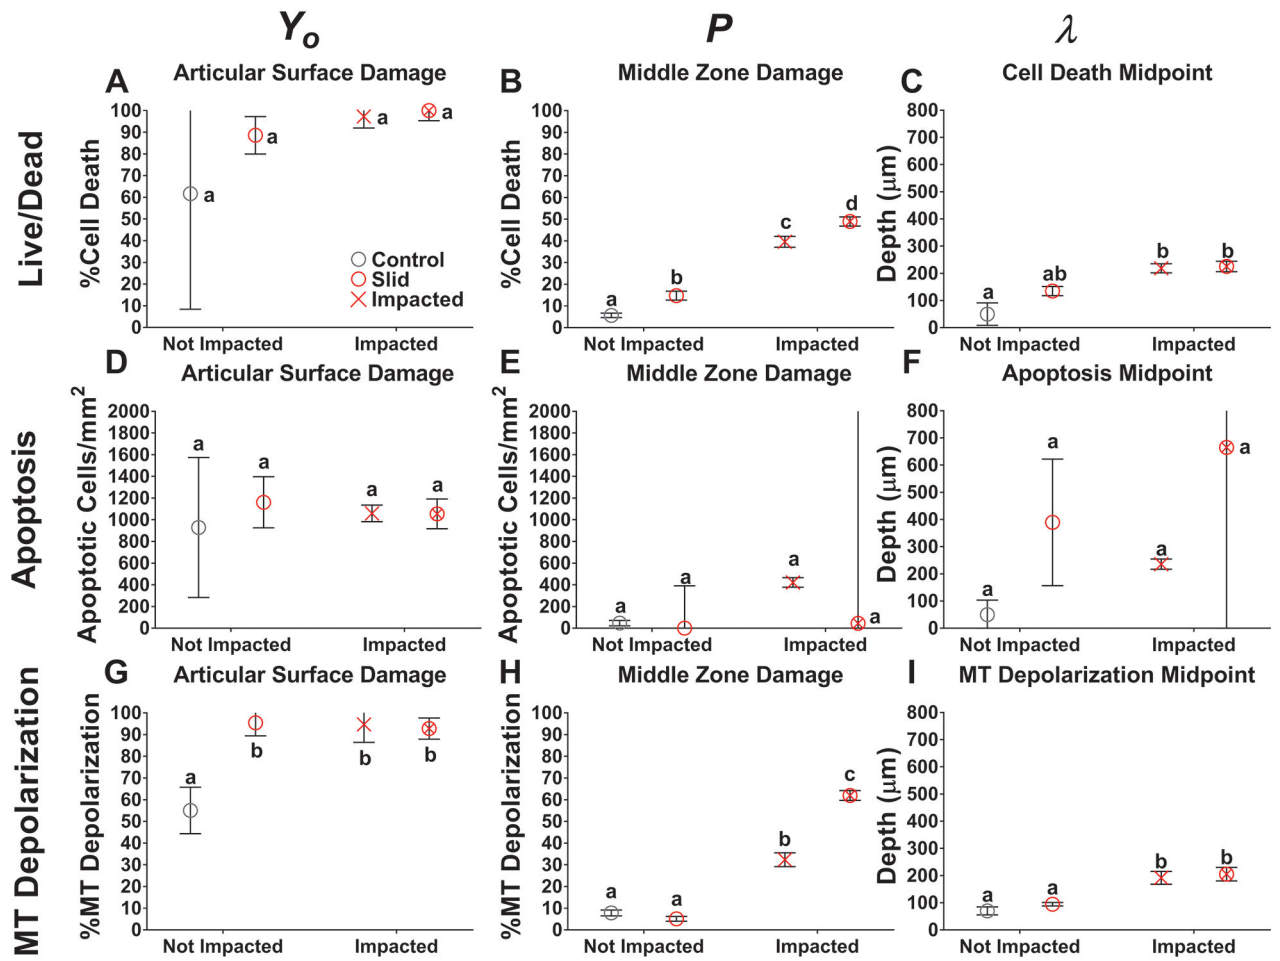 Yo P λ
Live/Dead
A Articular Surface Damage
%Cell Death
100
90
80
70
60
50
40
30
20
10
0
a
a
a
a
Control
Slid
Impacted
Not Impacted Impacted
B Middle Zone Damage
%Cell Death
100
90
80
70
60
50
40
30
20
10
0
a
b
c
d
Not Impacted Impacted
C Cell Death Midpoint
Depth (μm)
800
700
600
500
400
300
200
100
0
a
ab
b
b
Not Impacted Impacted
Apoptosis
D Articular Surface Damage
Apoptotic Cells/mm²
2000
1800
1600
1400
1200
1000
800
600
400
200
0
a
a
a
a
Not Impacted Impacted
E Middle Zone Damage
Apoptotic Cells/mm²
2000
1800
1600
1400
1200
1000
800
600
400
200
0
a
a
a
a
Not Impacted Impacted
F Apoptosis Midpoint
Depth (μm)
800
700
600
500
400
300
200
100
0
a
a
a
a
Not Impacted Impacted
MT Depolarization
G Articular Surface Damage
%MT Depolarization
100
90
80
70
60
50
40
30
20
10
0
a
b
b
b
Not Impacted Impacted
H Middle Zone Damage
%MT Depolarization
100
90
80
70
60
50
40
30
20
10
0
a
a
b
c
Not Impacted Impacted
I MT Depolarization Midpoint
Depth (μm)
800
700
600
500
400
300
200
100
0
a
a
b
b
Not Impacted Impacted